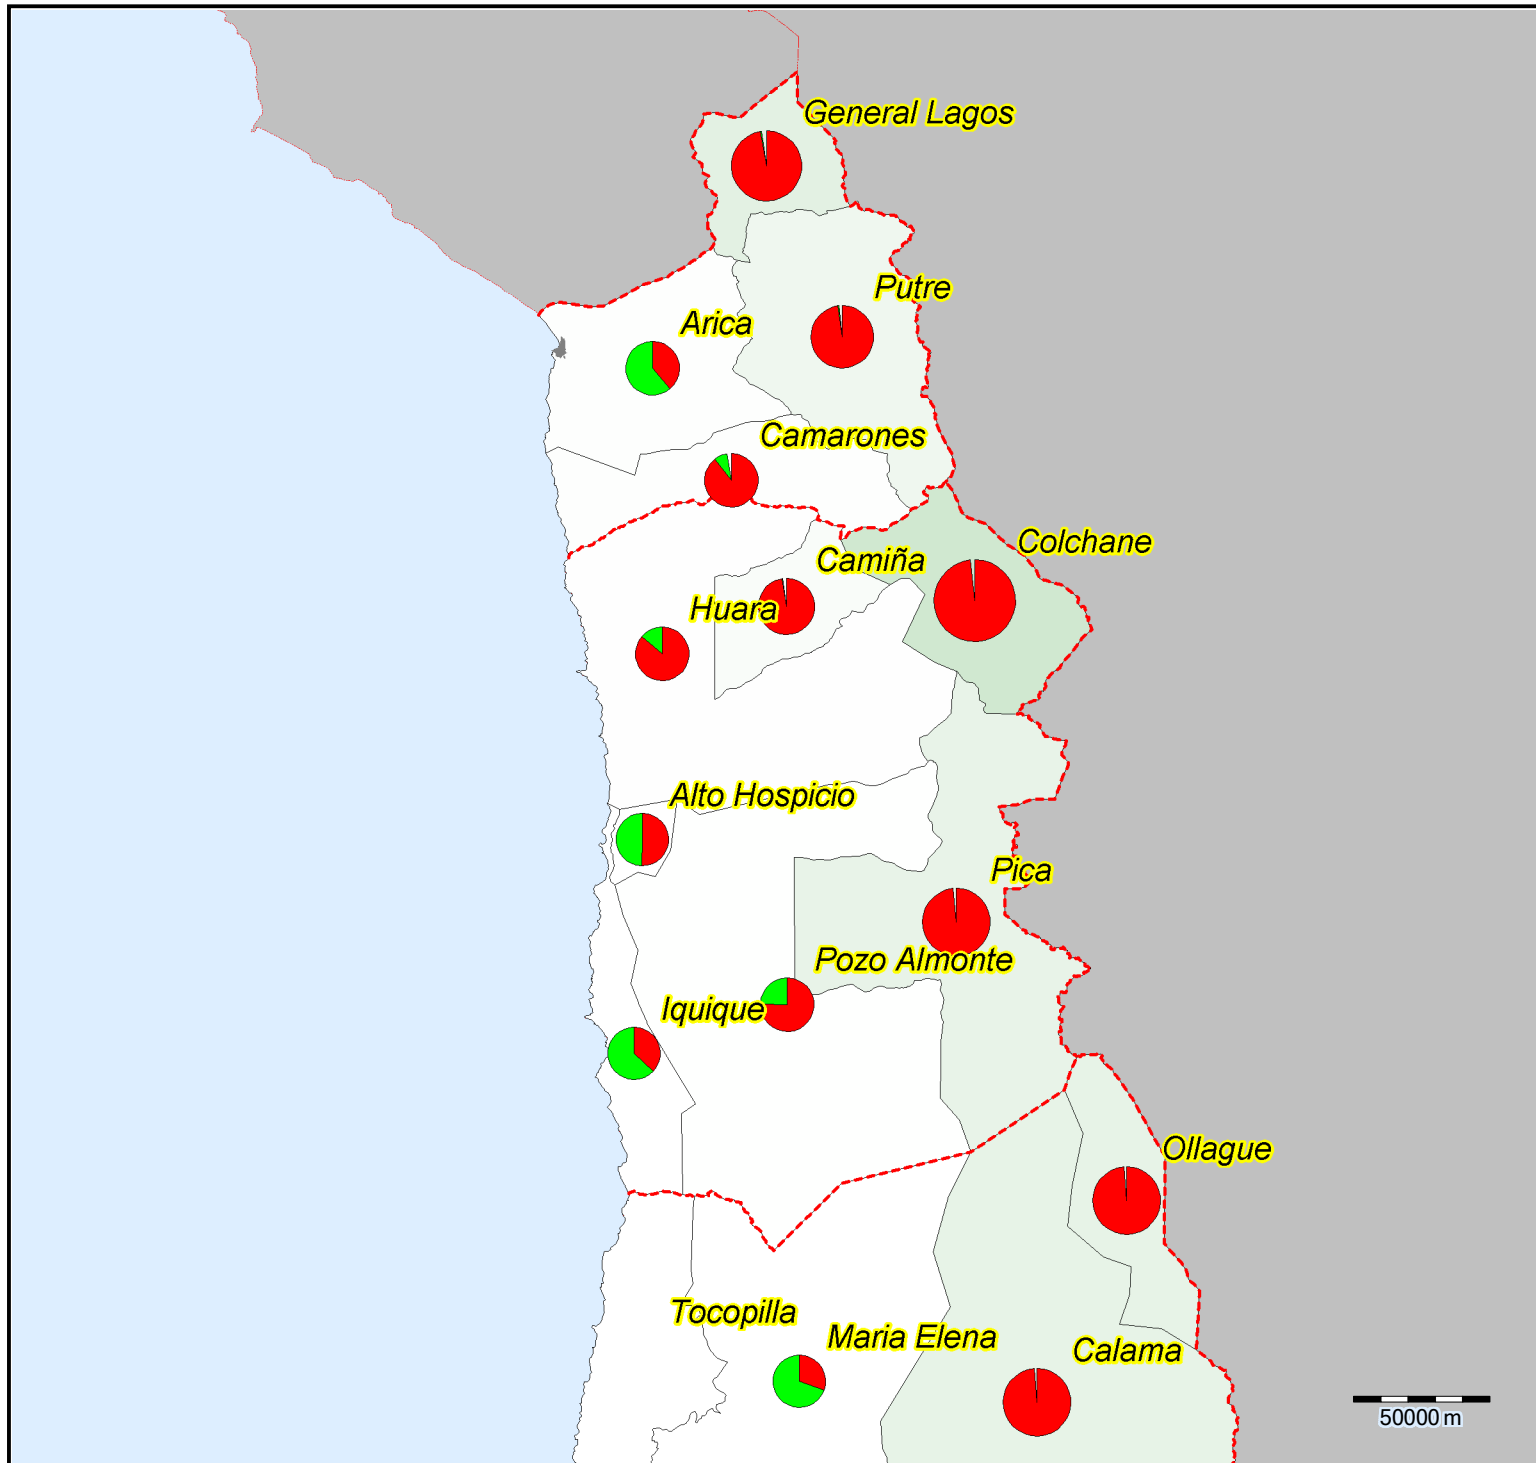 General Lagos
Putre
Arica
Camarones
Colchane
Camiña
Huara
Alto Hospicio
Pica
Pozo Almonte
Iquique
Ollague
Tocopilla
Maria Elena
Calama
50000 m